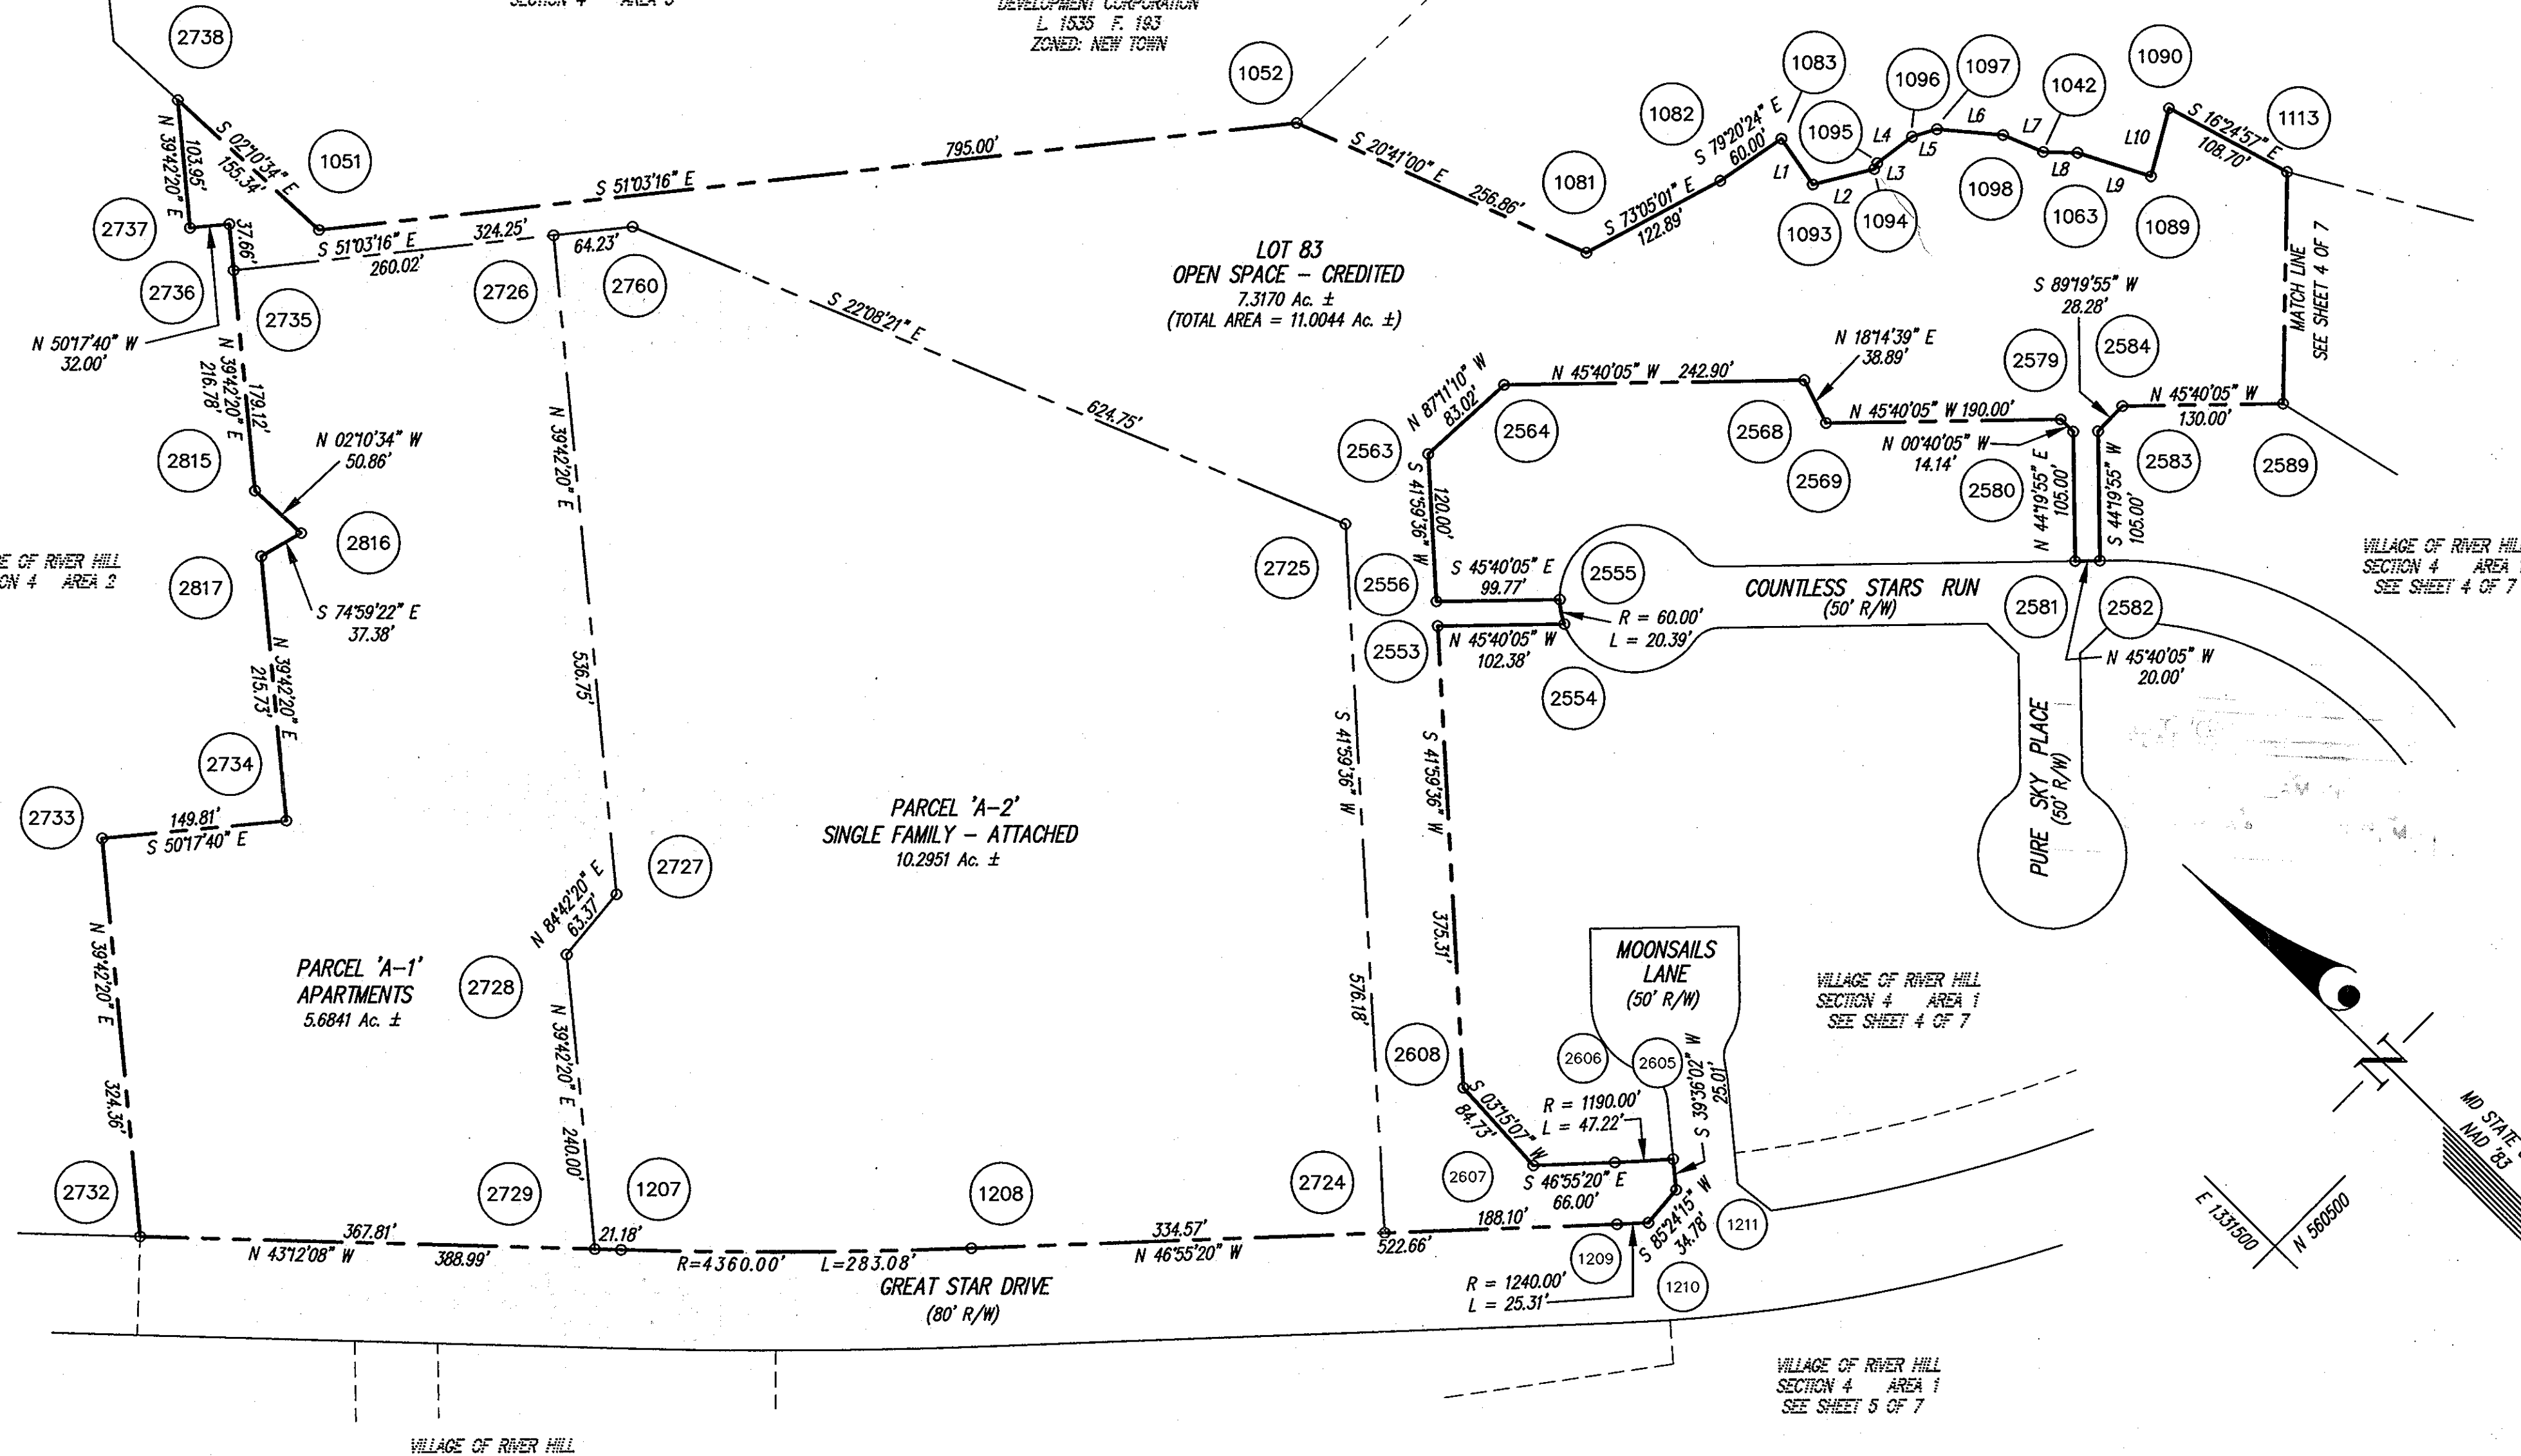 SECTION 4 AREA 3
DEVELOPMENT CORPORATION
L. 1535 F. 193
ZONED: NEW TOWN
2738
1052
1082
1083
1096
1097
1042
1090
1113
1095
S 02°10'34" E
155.34'
1051
N 39°42'20" E
103.95'
795.00'
S 51°03'16" E
S 20°41'00" E
256.86'
1081
S 73°05'01" E
122.89'
S 79°20'24" E
60.00'
L1
L2
L3
L4
L5
L6
L7
L8
L9
L10
S 16°24'57" E
108.70'
1093
1094
1098
1063
1089
MATCH LINE
SEE SHEET 4 OF 7
2737
2736
37.66'
2735
S 51°03'16" E
324.25'
260.02'
64.23'
2726
2760
N 50°17'40" W
32.00'
S 22°08'21" E
624.75'
LOT 83
OPEN SPACE – CREDITED
7.3170 Ac. ±
(TOTAL AREA = 11.0044 Ac. ±)
S 89°19'55" W
28.28'
2579
2584
N 18°14'39" E
38.89'
N 87°11'10" W
83.02'
N 45°40'05" W 242.90'
N 45°40'05" W 190.00'
N 45°40'05" W
130.00'
N 00°40'05" W
14.14'
2563
2564
2568
2569
2580
2583
2589
179.12'
N 39°42'20" E
216.78'
2815
N 02°10'34" W
50.86'
2816
2817
S 74°59'22" E
37.38'
N 39°42'20" E
536.75'
S 41°59'36" W
120.00'
N 44°19'55" E
105.00'
S 44°19'55" W
105.00'
2725
2556
S 45°40'05" E
99.77'
2555
R = 60.00'
L = 20.39'
2553
N 45°40'05" W
102.38'
2554
COUNTLESS STARS RUN
(50' R/W)
2581
2582
N 45°40'05" W
20.00'
VILLAGE OF RIVER HILL
SECTION 4 AREA
SEE SHEET 4 OF 7
OF RIVER HILL
4 AREA 2
N 39°42'20" E
215.73'
2734
2733
149.81'
S 50°17'40" E
PURE SKY PLACE
(50' R/W)
PARCEL 'A-2'
SINGLE FAMILY – ATTACHED
10.2951 Ac. ±
2727
N 84°42'20" E
63.37'
2728
PARCEL 'A-1'
APARTMENTS
5.6841 Ac. ±
N 39°42'20" E
324.36'
N 39°42'20" E
240.00'
S 41°59'36" W
576.18'
S 41°59'36" W
375.31'
MOONSAILS
LANE
(50' R/W)
VILLAGE OF RIVER HILL
SECTION 4 AREA 1
SEE SHEET 4 OF 7
2608
2606
2605
S 39°53'20" W
25.01'
S 03°15'07" W
84.73'
R = 1190.00'
L = 47.22'
S 46°55'20" E
66.00'
2607
2732
2729
1207
1208
2724
367.81'
N 43°12'08" W
388.99'
21.18'
R=4360.00' L=283.08'
334.57'
N 46°55'20" W
188.10'
522.66'
S 85°24'15" W
34.78'
1211
1209
1210
R = 1240.00'
L = 25.31'
GREAT STAR DRIVE
(80' R/W)
N
MD STATE
NAD '83
E 1331500
N 560500
VILLAGE OF RIVER HILL
SECTION 4 AREA 1
SEE SHEET 5 OF 7
VILLAGE OF RIVER HILL